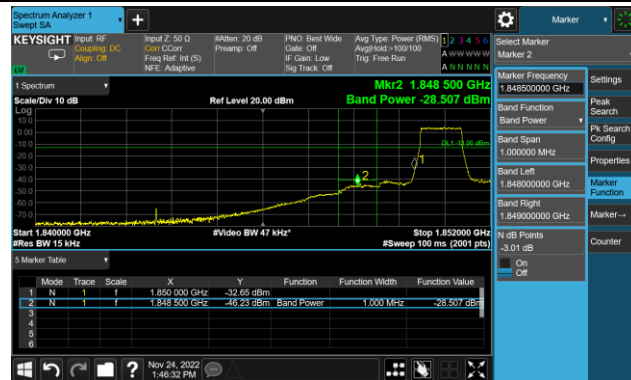 Spectrum Analyzer 1
Swept SA
Marker
KEYSIGHT
Input: RF
Coupling: DC
Align: Off
Input Z: 50 Ω
Corr CCorr
Freq Ref: Int (S)
NFE: Adaptive
#Atten: 20 dB
Preamp: Off
PNO: Best Wide
Gate: Off
IF Gain: Low
Sig Track: Off
Avg Type: Power (RMS)
Avg|Hold:>100/100
Trig: Free Run
1 2 3 4 5 6
A W W W W W
A N N N N N
LW
1 Spectrum
Scale/Div 10 dB
Log
Ref Level 20.00 dBm
Mkr2 1.848 500 GHz
Band Power -28.507 dBm
10.0
0.00
-10.0
-20.0
-30.0
-40.0
-50.0
-60.0
-70.0
DL1 -13.00 dBm
1
2
Start 1.840000 GHz
#Video BW 47 kHz*
Stop 1.852000 GHz
#Res BW 15 kHz
#Sweep 100 ms (2001 pts)
5 Marker Table
Mode Trace Scale X Y Function Function Width Function Value
1 N 1 f 1.850 000 GHz -32.65 dBm
2 N 1 f 1.848 500 GHz -46.23 dBm Band Power 1.000 MHz -28.507 dBm
3
4
5
6
Nov 24, 2022
1:46:32 PM
Select Marker
Marker 2
Marker Frequency
1.848500000 GHz
Band Function
Band Power
Band Span
1.000000 MHz
Band Left
1.848000000 GHz
Band Right
1.849000000 GHz
N dB Points
-3.01 dB
On
Off
Settings
Peak
Search
Pk Search
Config
Properties
Marker
Function
Marker→
Counter